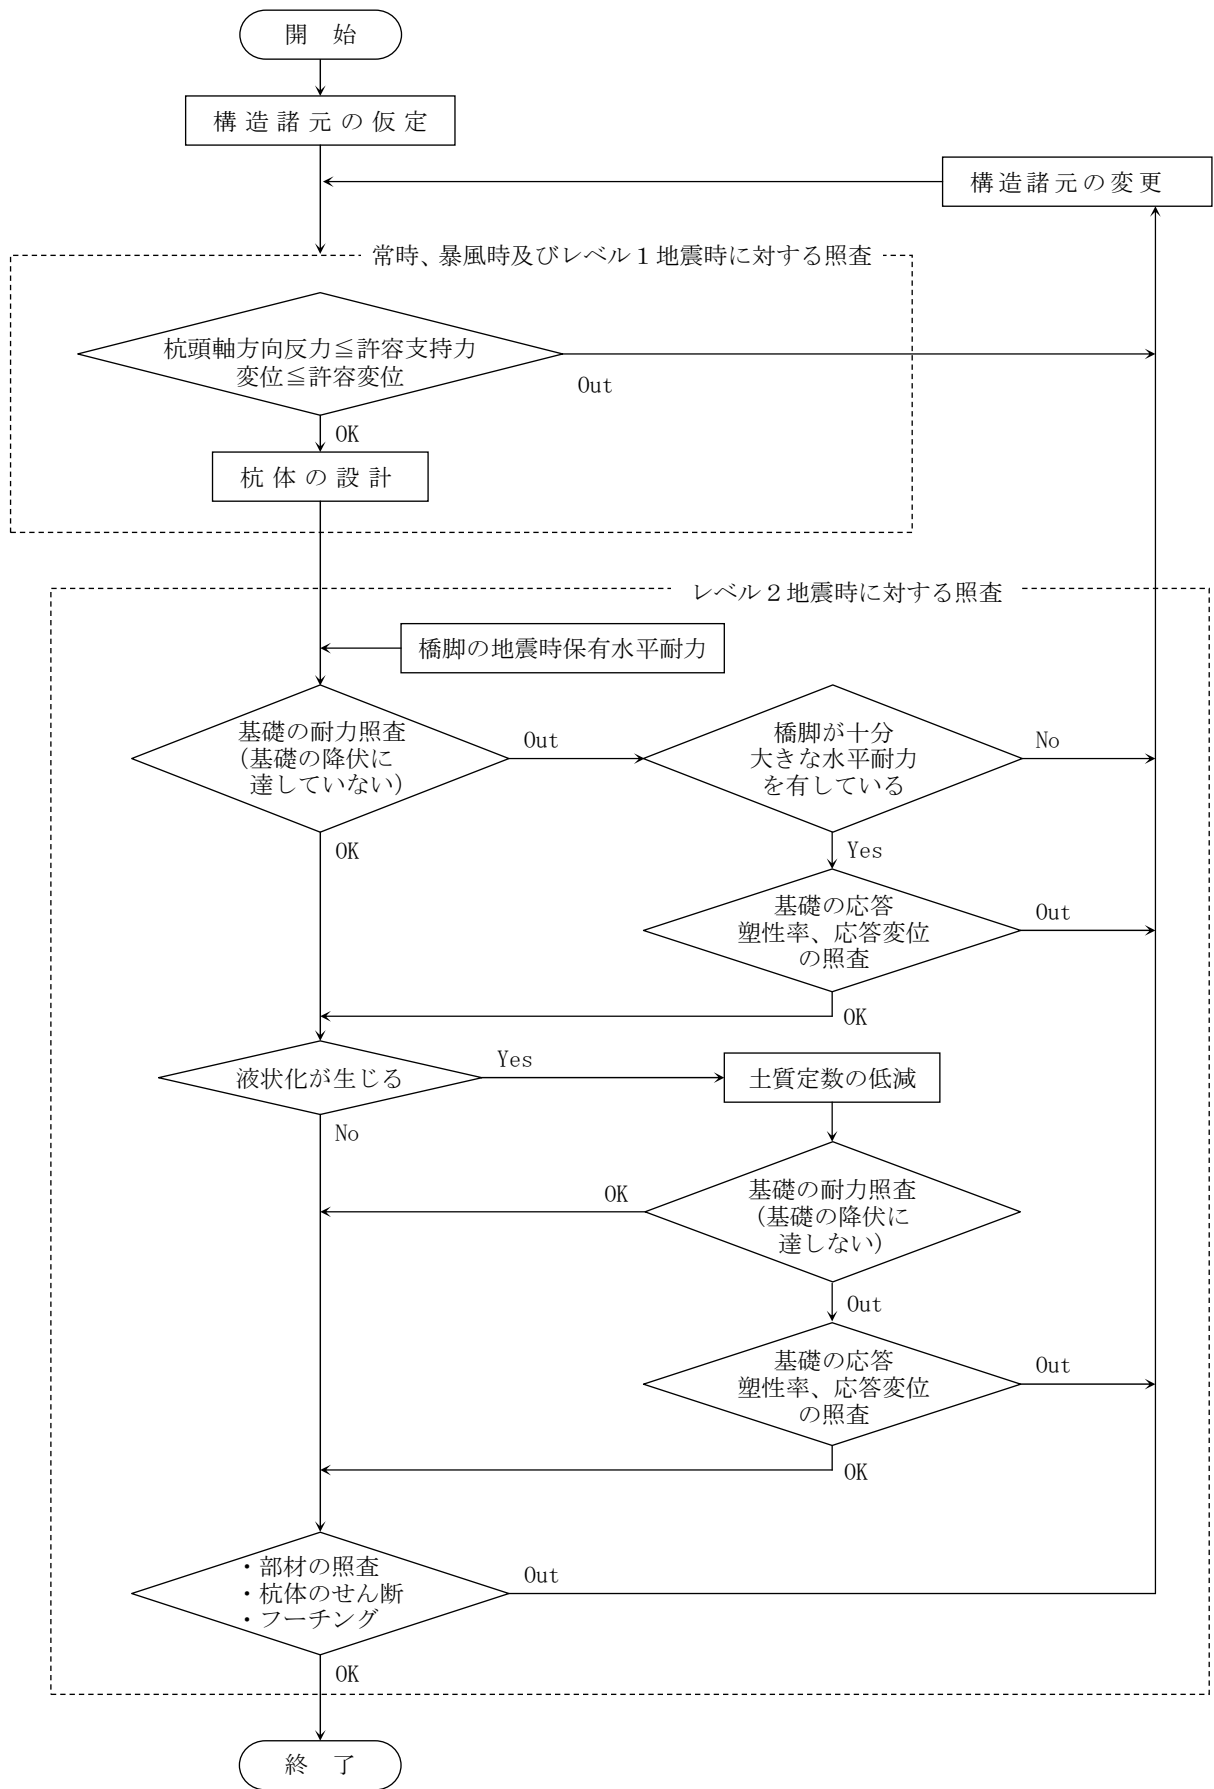 開　始
構造諸元の仮定
構造諸元の変更
常時、暴風時及びレベル１地震時に対する照査
杭頭軸方向反力≦許容支持力
変位≦許容変位
Out
OK
杭体の設計
レベル２地震時に対する照査
橋脚の地震時保有水平耐力
基礎の耐力照査
(基礎の降伏に
達していない)
Out
橋脚が十分
大きな水平耐力
を有している
No
OK
Yes
基礎の応答
塑性率、応答変位
の照査
Out
OK
液状化が生じる
Yes
土質定数の低減
No
基礎の耐力照査
(基礎の降伏に
達しない)
OK
Out
基礎の応答
塑性率、応答変位
の照査
Out
OK
・部材の照査
・杭体のせん断
・フーチング
Out
OK
終　了